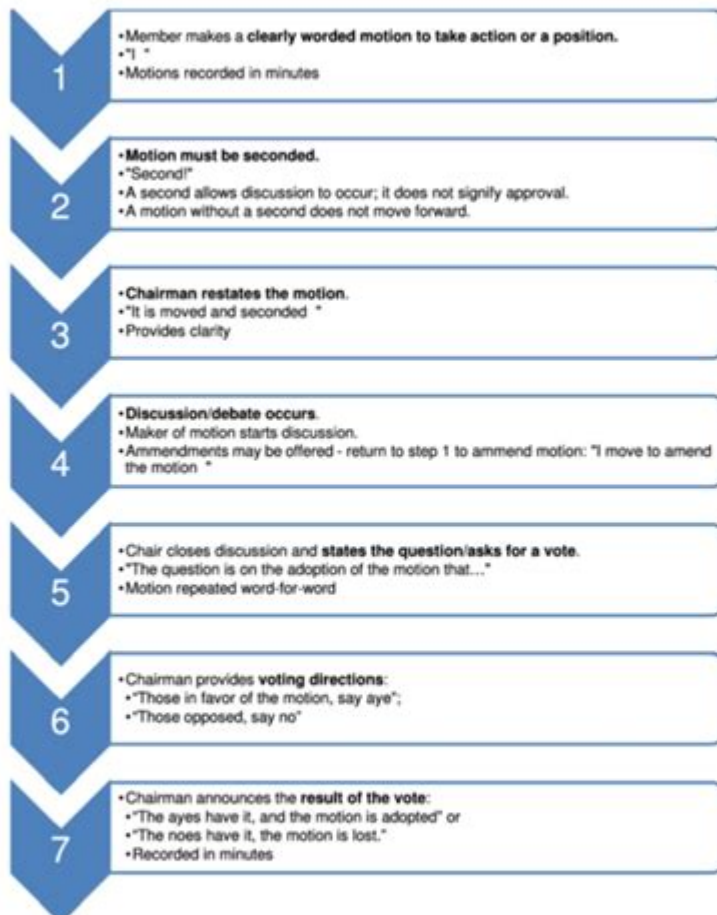 1
•Member makes a clearly worded motion to take action or a position.
•"I "
•Motions recorded in minutes
2
•Motion must be seconded.
•"Second!"
•A second allows discussion to occur; it does not signify approval.
•A motion without a second does not move forward.
3
•Chairman restates the motion.
•"It is moved and seconded "
•Provides clarity
4
•Discussion/debate occurs.
•Maker of motion starts discussion.
•Ammendments may be offered - return to step 1 to ammend motion: "I move to amend
the motion "
5
•Chair closes discussion and states the question/asks for a vote.
•"The question is on the adoption of the motion that..."
•Motion repeated word-for-word
6
•Chairman provides voting directions:
•"Those in favor of the motion, say aye";
•"Those opposed, say no"
7
•Chairman announces the result of the vote:
•"The ayes have it, and the motion is adopted" or
•"The noes have it, the motion is lost."
•Recorded in minutes